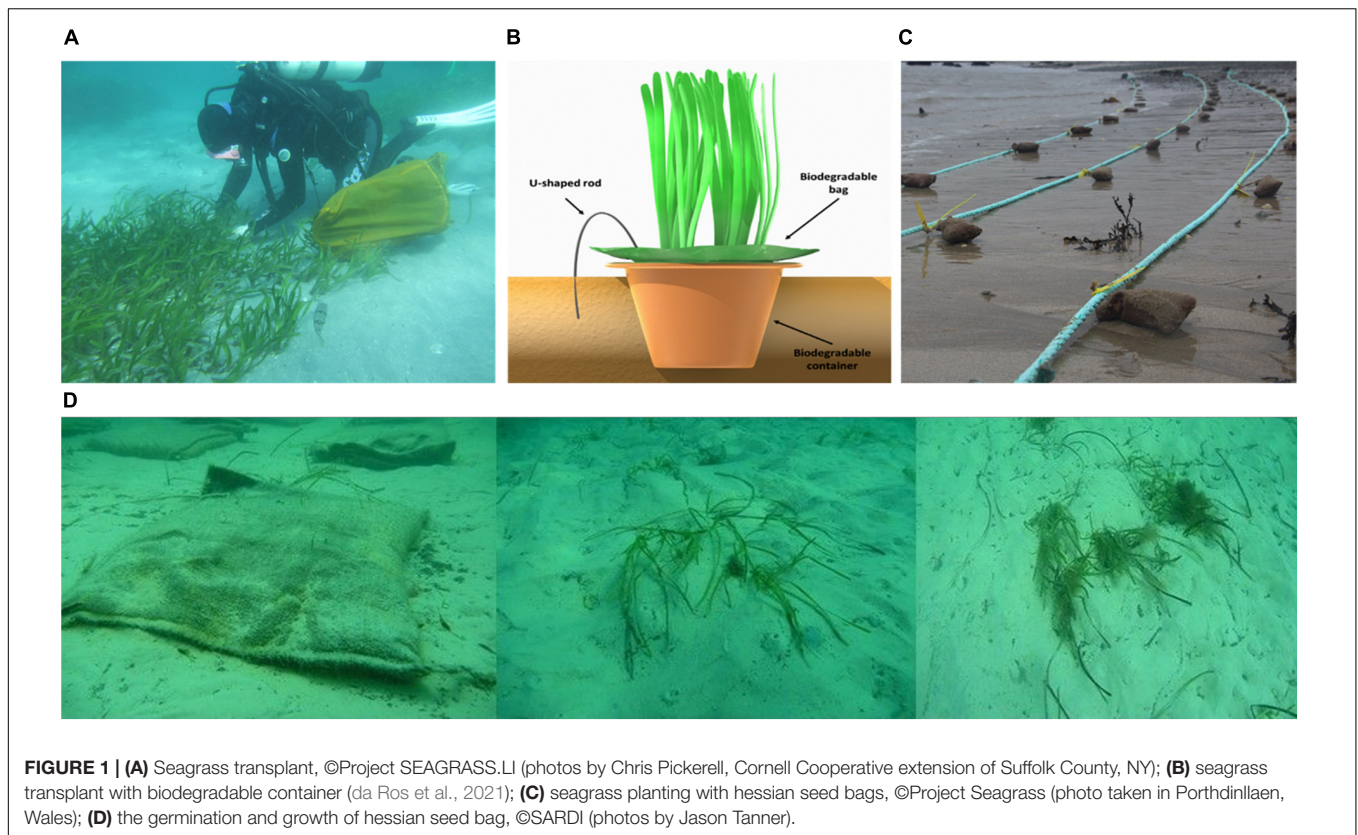 A
B
C
U-shaped rod
Biodegradable
bag
Biodegradable
container
D
FIGURE 1 | (A) Seagrass transplant, ©Project SEAGRASS.LI (photos by Chris Pickerell, Cornell Cooperative extension of Suffolk County, NY); (B) seagrass
transplant with biodegradable container (da Ros et al., 2021); (C) seagrass planting with hessian seed bags, ©Project Seagrass (photo taken in Porthdinllaen,
Wales); (D) the germination and growth of hessian seed bag, ©SARDI (photos by Jason Tanner).